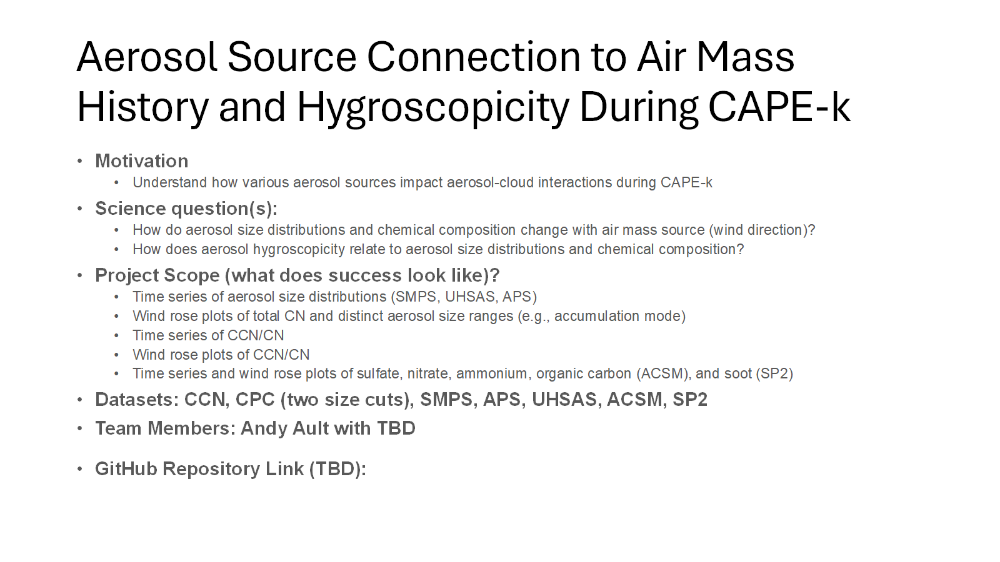 Aerosol Source Connection to Air Mass
History and Hygroscopicity During CAPE-k
• Motivation
• Understand how various aerosol sources impact aerosol-cloud interactions during CAPE-k
• Science question(s):
• How do aerosol size distributions and chemical composition change with air mass source (wind direction)?
• How does aerosol hygroscopicity relate to aerosol size distributions and chemical composition?
• Project Scope (what does success look like)?
• Time series of aerosol size distributions (SMPS, UHSAS, APS)
• Wind rose plots of total CN and distinct aerosol size ranges (e.g., accumulation mode)
• Time series of CCN/CN
• Wind rose plots of CCN/CN
• Time series and wind rose plots of sulfate, nitrate, ammonium, organic carbon (ACSM), and soot (SP2)
• Datasets: CCN, CPC (two size cuts), SMPS, APS, UHSAS, ACSM, SP2
• Team Members: Andy Ault with TBD
• GitHub Repository Link (TBD):